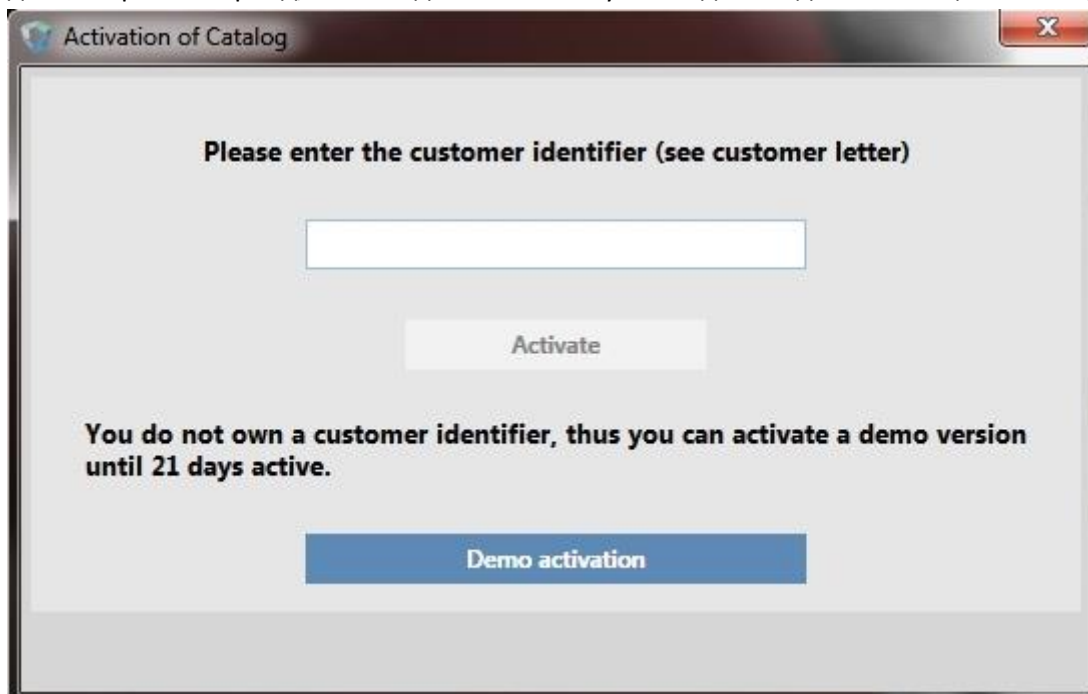 Activation of Catalog
Please enter the customer identifier (see customer letter)
Activate
You do not own a customer identifier, thus you can activate a demo version
until 21 days active.
Demo activation